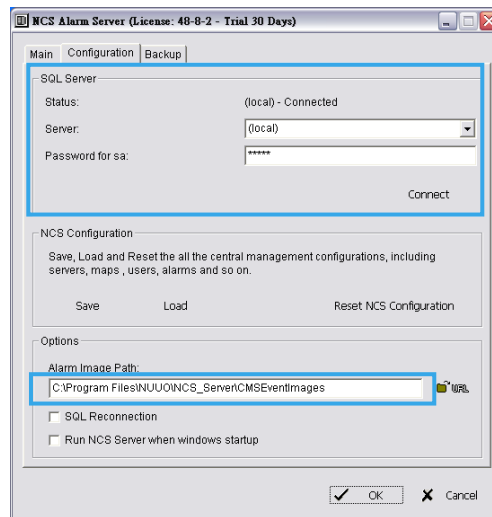 NCS Alarm Server (License: 48-8-2 - Trial 30 Days)
Main Configuration Backup
SQL Server
Status: (local) - Connected
Server: (local)
Password for sa: *****
Connect
NCS Configuration
Save, Load and Reset the all the central management configurations, including
servers, maps , users, alarms and so on.
Save Load Reset NCS Configuration
Options
Alarm Image Path:
C:\Program Files\NUUO\NCS_Server\CMSEventImages
URL
SQL Reconnection
Run NCS Server when windows startup
OK Cancel